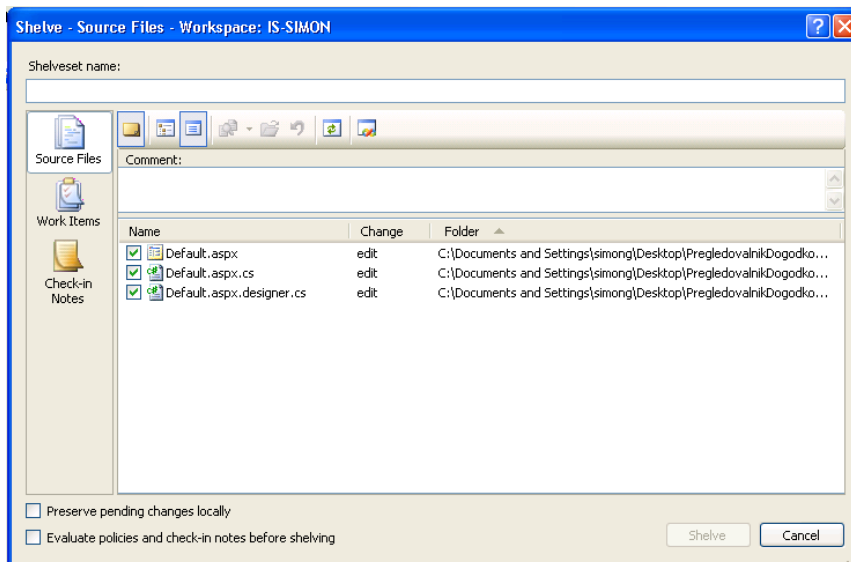 Shelve - Source Files - Workspace: IS-SIMON
Shelveset name:
Source Files
Comment:
Work Items
Name Change Folder
Default.aspx edit C:\Documents and Settings\simong\Desktop\PregledovalnikDogodko...
Default.aspx.cs edit C:\Documents and Settings\simong\Desktop\PregledovalnikDogodko...
Check-in
Notes
Default.aspx.designer.cs edit C:\Documents and Settings\simong\Desktop\PregledovalnikDogodko...
Preserve pending changes locally
Evaluate policies and check-in notes before shelving
Shelve Cancel